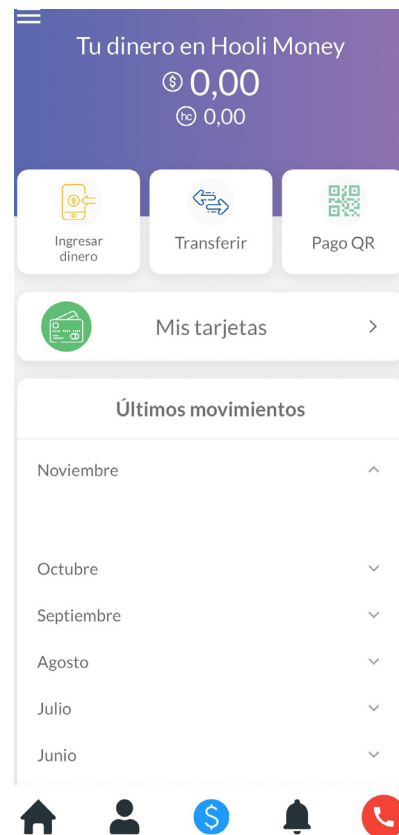 Tu dinero en Hooli Money
$ 0,00
hc 0,00
Ingresar
dinero
Transferir
Pago QR
Mis tarjetas
Últimos movimientos
Noviembre
Octubre
Septiembre
Agosto
Julio
Junio
$